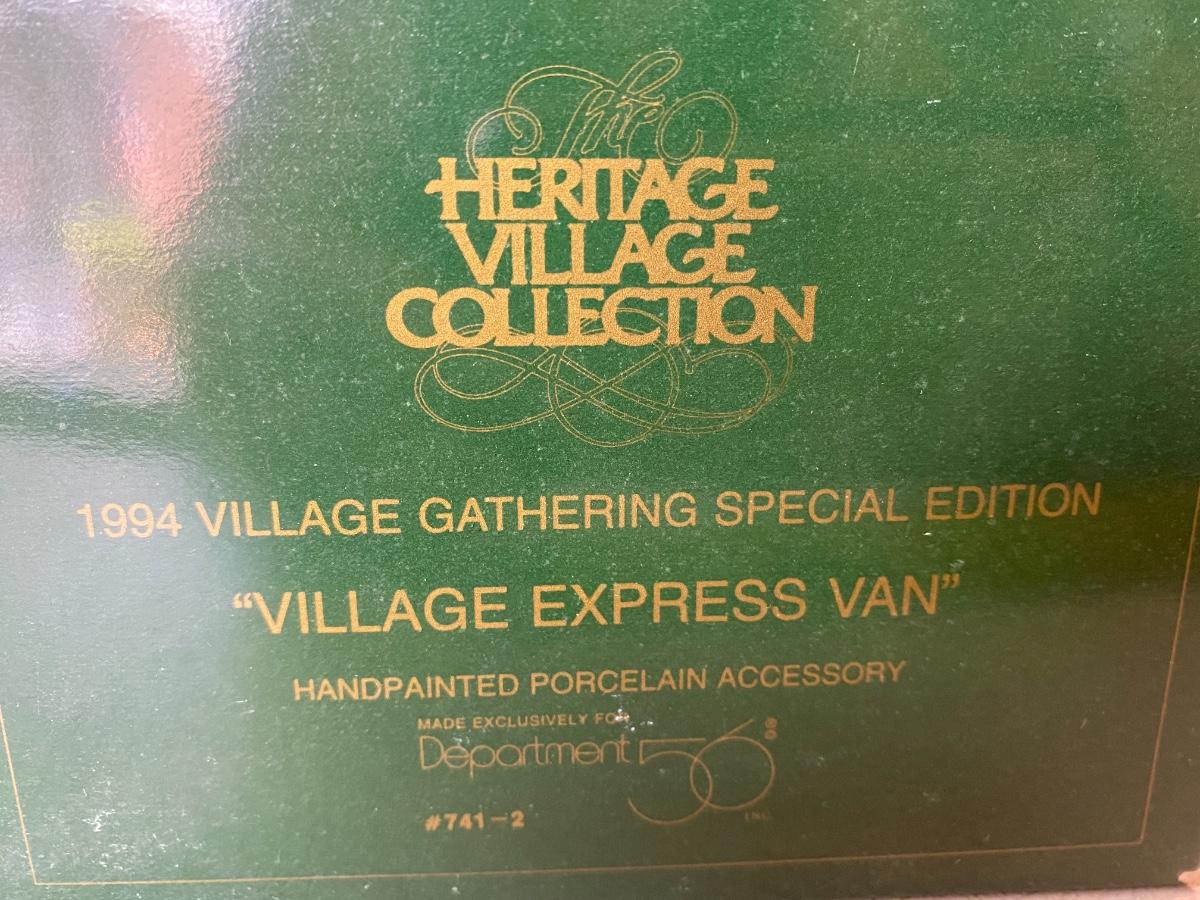 The
HERITAGE
VILLAGE
COLLECTION
1994 VILLAGE GATHERING SPECIAL EDITION
“VILLAGE EXPRESS VAN”
HANDPAINTED PORCELAIN ACCESSORY
MADE EXCLUSIVELY FOR
Department 56®
INC.
#741-2